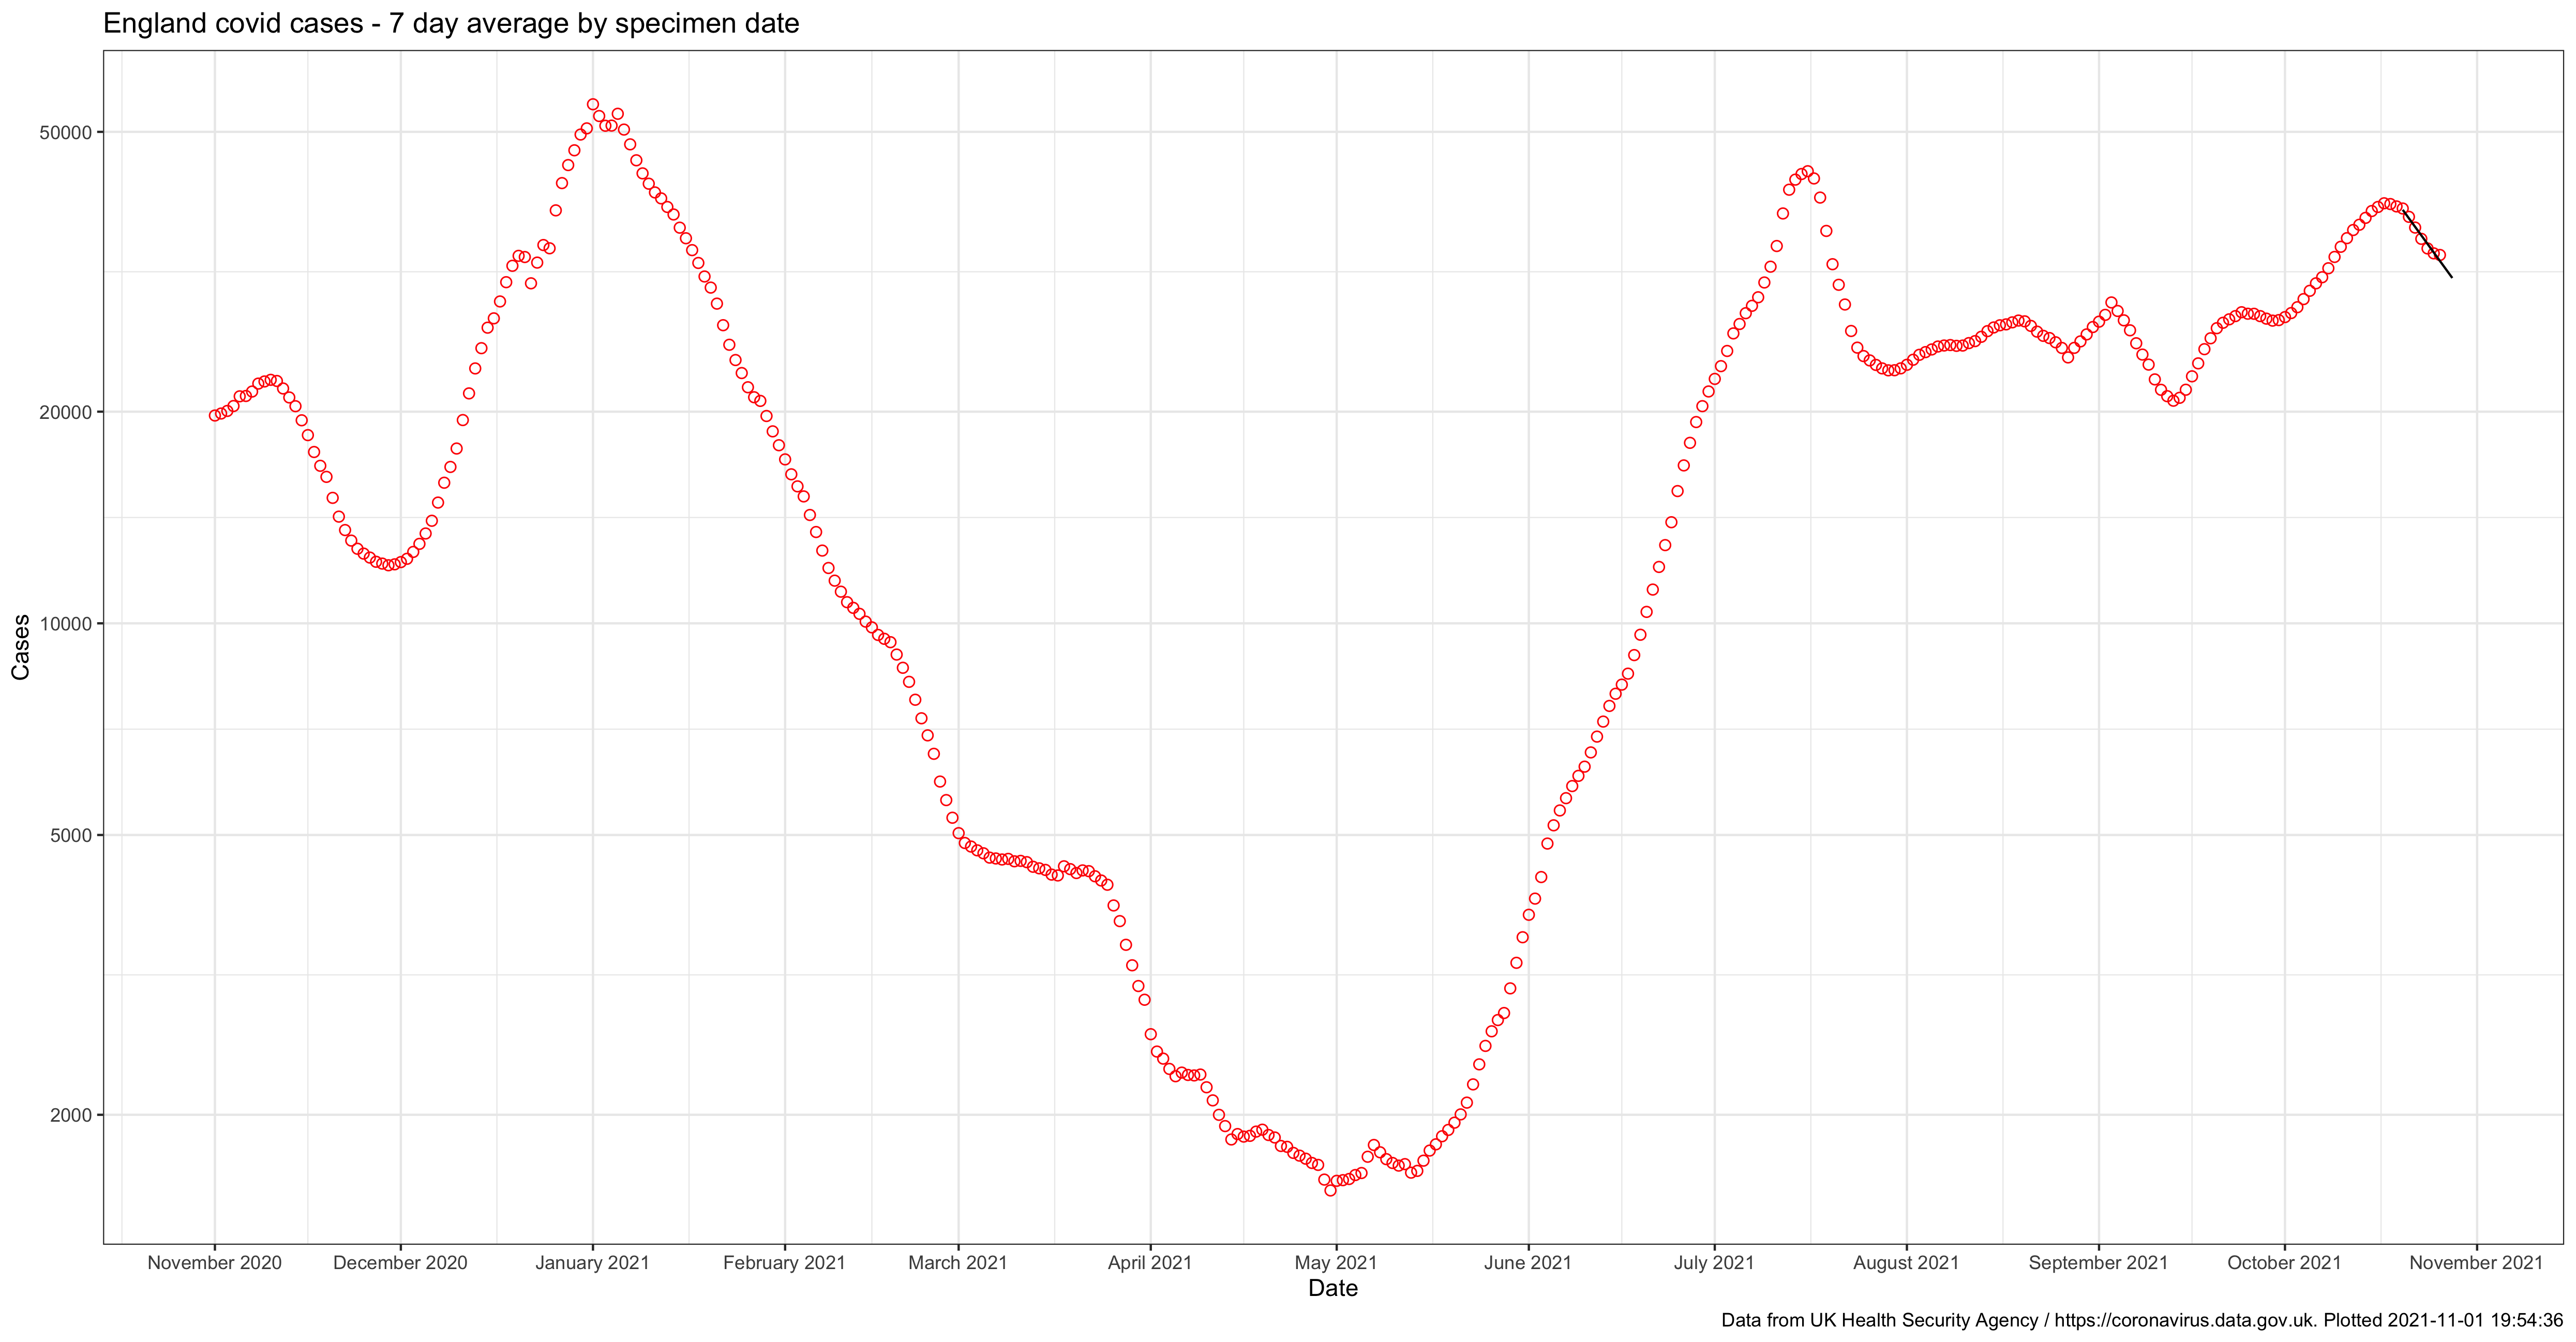 England covid cases - 7 day average by specimen date
Cases
50000
20000
10000
5000
2000
November 2020
December 2020
January 2021
February 2021
March 2021
April 2021
May 2021
June 2021
July 2021
August 2021
September 2021
October 2021
November 2021
Date
Data from UK Health Security Agency / https://coronavirus.data.gov.uk. Plotted 2021-11-01 19:54:36